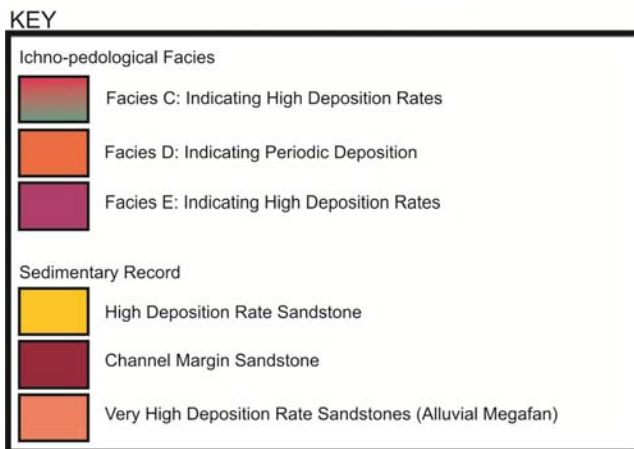 KEY
Ichno-pedological Facies
Facies C: Indicating High Deposition Rates
Facies D: Indicating Periodic Deposition
Facies E: Indicating High Deposition Rates
Sedimentary Record
High Deposition Rate Sandstone
Channel Margin Sandstone
Very High Deposition Rate Sandstones (Alluvial Megafan)